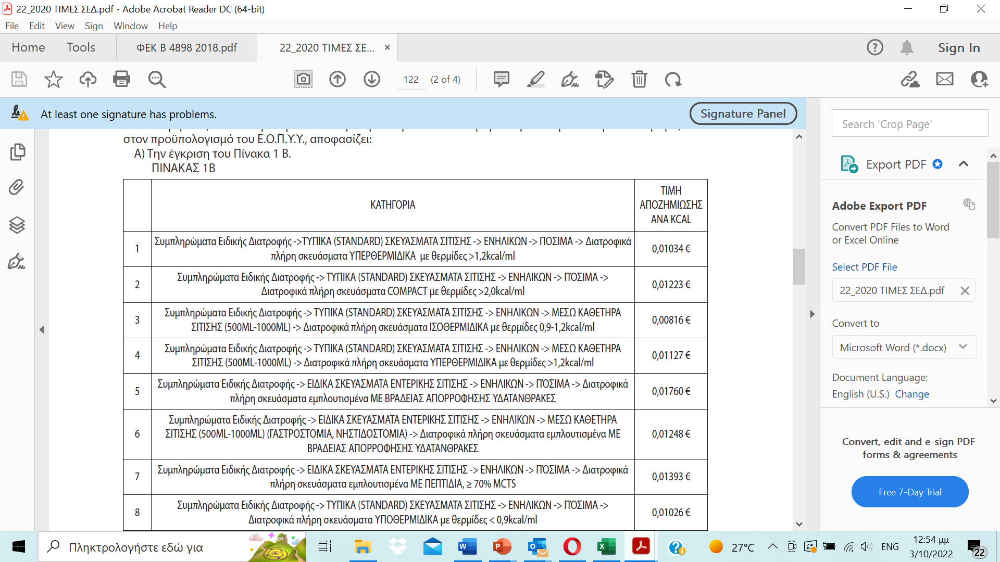 22_2020 ΤΙΜΕΣ ΣΕΔ.pdf - Adobe Acrobat Reader DC (64-bit)
File Edit View Sign Window Help
Home Tools ΦΕΚ Β 4898 2018.pdf 22_2020 ΤΙΜΕΣ ΣΕ... Sign In
122 (2 of 4)
At least one signature has problems. Signature Panel
στον προϋπολογισμό του Ε.Ο.Π.Υ.Υ., αποφασίζει:
Α) Την έγκριση του Πίνακα 1 Β.
ΠΙΝΑΚΑΣ 1Β
ΚΑΤΗΓΟΡΙΑ
ΤΙΜΗ
ΑΠΟΖΗΜΙΩΣΗΣ
ΑΝΑ KCAL
1 Συμπληρώματα Ειδικής Διατροφής ->ΤΥΠΙΚΑ (STANDARD) ΣΚΕΥΑΣΜΑΤΑ ΣΙΤΙΣΗΣ -> ΕΝΗΛΙΚΩΝ -> ΠΟΣΙΜΑ -> Διατροφικά
πλήρη σκευάσματα ΥΠΕΡΘΕΡΜΙΔΙΚΑ με θερμίδες >1,2kcal/ml 0,01034 €
2 Συμπληρώματα Ειδικής Διατροφής -> ΤΥΠΙΚΑ (STANDARD) ΣΚΕΥΑΣΜΑΤΑ ΣΙΤΙΣΗΣ -> ΕΝΗΛΙΚΩΝ -> ΠΌΣΙΜΑ ->
Διατροφικά πλήρη σκευάσματα COMPACT με θερμίδες >2,0kcal/ml 0,01223 €
3 Συμπληρώματα Ειδικής Διατροφής -> ΤΥΠΙΚΑ (STANDARD) ΣΚΕΥΑΣΜΑΤΑ ΣΙΤΙΣΗΣ -> ΕΝΗΛΙΚΩΝ -> ΜΕΣΩ ΚΑΘΕΤΗΡΑ
ΣΙΤΙΣΗΣ (500ML-1000ML) -> Διατροφικά πλήρη σκευάσματα ΙΣΟΘΕΡΜΙΔΙΚΑ με θερμίδες 0,9-1,2kcal/ml 0,00816 €
4 Συμπληρώματα Ειδικής Διατροφής -> ΤΥΠΙΚΑ (STANDARD) ΣΚΕΥΑΣΜΑΤΑ ΣΙΤΙΣΗΣ -> ΕΝΗΛΙΚΩΝ -> ΜΕΣΩ ΚΑΘΕΤΗΡΑ
ΣΙΤΙΣΗΣ (500ML-1000ML) -> Διατροφικά πλήρη σκευάσματα ΥΠΕΡΘΕΡΜΙΔΙΚΑ με θερμίδες >1,2kcal/ml 0,01127 €
5 Συμπληρώματα Ειδικής Διατροφής -> ΕΙΔΙΚΑ ΣΚΕΥΑΣΜΑΤΑ ΕΝΤΕΡΙΚΗΣ ΣΙΤΙΣΗΣ -> ΕΝΗΛΙΚΩΝ -> ΠΌΣΙΜΑ -> Διατροφικά
πλήρη σκευάσματα εμπλουτισμένα ΜΕ ΒΡΑΔΕΙΑΣ ΑΠΟΡΡΟΦΗΣΗΣ ΥΔΑΤΑΝΘΡΑΚΕΣ 0,01760 €
6 Συμπληρώματα Ειδικής Διατροφής -> ΕΙΔΙΚΑ ΣΚΕΥΑΣΜΑΤΑ ΕΝΤΕΡΙΚΗΣ ΣΙΤΙΣΗΣ -> ΕΝΗΛΙΚΩΝ -> ΜΕΣΩ ΚΑΘΕΤΗΡΑ
ΣΙΤΙΣΗΣ (500ML-1000ML) (ΓΑΣΤΡΟΣΤΟΜΙΑ, ΝΗΣΤΙΔΟΣΤΟΜΙΑ) -> Διατροφικά πλήρη σκευάσματα εμπλουτισμένα ΜΕ
ΒΡΑΔΕΙΑΣ ΑΠΟΡΡΟΦΗΣΗΣ ΥΔΑΤΑΝΘΡΑΚΕΣ 0,01248 €
7 Συμπληρώματα Ειδικής Διατροφής -> ΕΙΔΙΚΑ ΣΚΕΥΑΣΜΑΤΑ ΕΝΤΕΡΙΚΗΣ ΣΙΤΙΣΗΣ -> ΕΝΗΛΙΚΩΝ -> ΠΌΣΙΜΑ -> Διατροφικά
πλήρη σκευάσματα εμπλουτισμένα ΜΕ ΠΕΠΤΙΔΙΑ, ≥ 70% MCTS 0,01393 €
8 Συμπληρώματα Ειδικής Διατροφής -> ΤΥΠΙΚΑ (STANDARD) ΣΚΕΥΑΣΜΑΤΑ ΣΙΤΙΣΗΣ -> ΕΝΗΛΙΚΩΝ -> ΠΌΣΙΜΑ ->
Διατροφικά πλήρη σκευάσματα ΥΠΟΘΕΡΜΙΔΙΚΑ με θερμίδες < 0,9kcal/ml 0,01026 €
Search 'Crop Page'
Export PDF
Adobe Export PDF
Convert PDF Files to Word
or Excel Online
Select PDF File
22_2020 ΤΙΜΕΣ ΣΕΔ.pdf
Convert to
Microsoft Word (*.docx)
Document Language:
English (U.S.) Change
Convert, edit and e-sign PDF
forms & agreements
Free 7-Day Trial
Πληκτρολογήστε εδώ για
27°C ENG
12:54 μμ
3/10/2022
22